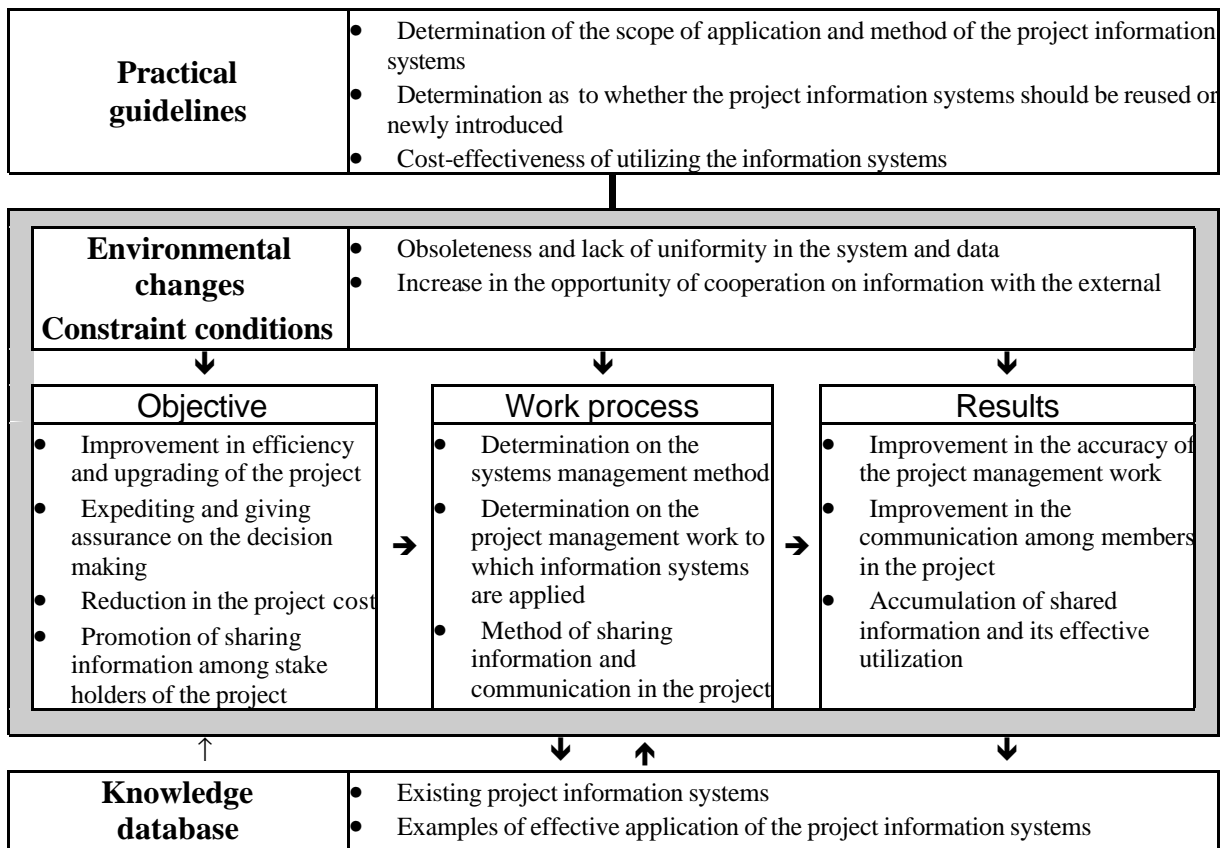 Practical
guidelines
● Determination of the scope of application and method of the project information
systems
● Determination as to whether the project information systems should be reused or
newly introduced
● Cost-effectiveness of utilizing the information systems
Environmental
changes
Constraint conditions
● Obsoleteness and lack of uniformity in the system and data
● Increase in the opportunity of cooperation on information with the external
Objective
● Improvement in efficiency
and upgrading of the project
● Expediting and giving
assurance on the decision
making
● Reduction in the project cost
● Promotion of sharing
information among stake
holders of the project
Work process
● Determination on the
systems management method
● Determination on the
project management work to
which information systems
are applied
● Method of sharing
information and
communication in the project
Results
● Improvement in the accuracy of
the project management work
● Improvement in the
communication among members
in the project
● Accumulation of shared
information and its effective
utilization
Knowledge
database
● Existing project information systems
● Examples of effective application of the project information systems